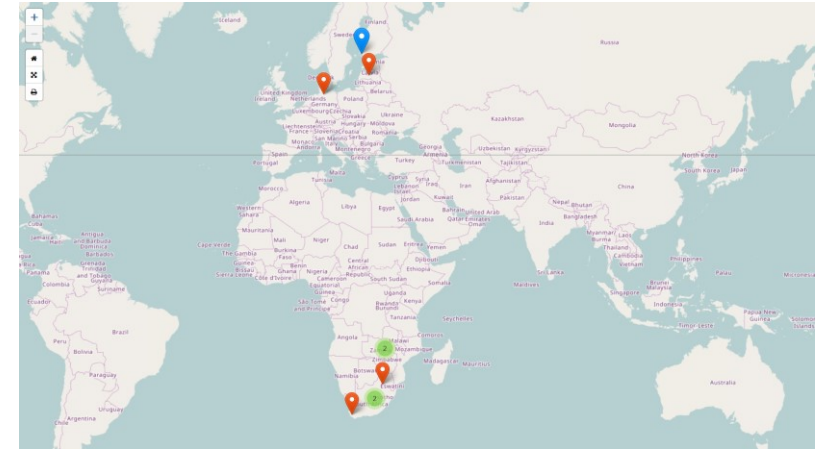 +
Iceland
Finland
Sweden
Russia
Lithuania
Belarus
United Kingdom
Ireland
Netherlands
Poland
Germany
Luxembourg
Czechia
Ukraine
Slovakia
Kazakhstan
Mongolia
Liechtenstein
Austria
Hungary
Moldova
France
Slovenia
Croatia
Romania
San Marino
Serbia
Monaco
Italy
Bulgaria
Andorra
Montenegro
Georgia
Uzbekistan
Kyrgyzstan
Spain
Greece
Armenia
North Korea
Portugal
Turkey
Turkmenistan
Tajikistan
South Korea
Japan
Malta
Tunisia
Cyprus
Syria
Afghanistan
China
Morocco
Lebanon
Iraq
Iran
Israel
Jordan
Kuwait
Pakistan
Algeria
Libya
Egypt
Nepal
Bhutan
Western
Sahara
Bahrain
United Arab
Bangladesh
Bahamas
Saudi Arabia
Qatar
Emirates
Oman
India
Cuba
Mauritania
Myanmar
Burma
Laos
Jamaica
Antigua
and Barbuda
Cape Verde
Mali
Niger
Chad
Sudan
Eritrea
Yemen
Thailand
Dominica
The Gambia
Burkina
Faso
Cambodia
Vietnam
Philippines
Barbados
Grenada
Guinea
Bissau
Benin
Djibouti
Panama
Trinidad
and Tobago
Sierra Leone
Côte d'Ivoire
Ghana
Nigeria
Central
African
Republic
South Sudan
Ethiopia
Sri Lanka
Palau
Micronesia
Colombia
Guyana
Suriname
Cameroon
Equatorial
Guinea
Somalia
Maldives
Brunei
Malaysia
Uganda
Singapore
Ecuador
São Tomé
and Príncipe
Congo
Rwanda
Burundi
Kenya
Indonesia
Tanzania
Seychelles
Papua New
Guinea
Solomon
Islands
Timor-Leste
Brazil
Peru
Angola
Malawi
Comoros
2
Mozambique
Bolivia
Zimbabwe
Madagascar
Mauritius
Paraguay
Namibia
Botswana
Eswatini
Australia
2
Uruguay
Argentina
Chile